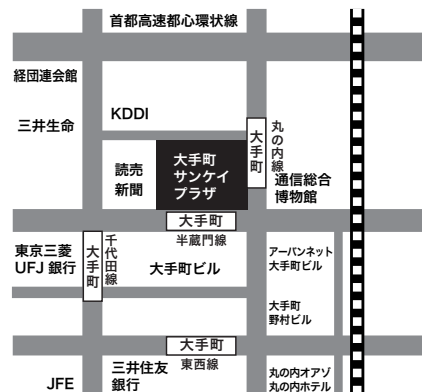 首都高速都心環状線
経団連会館
三井生命
KDDI
大手町
丸の内線
読売
新聞
大手町
サンケイ
プラザ
通信総合
博物館
大手町
半蔵門線
東京三菱
UFJ 銀行
大手町
千代田線
大手町ビル
アーバンネット
大手町ビル
大手町
野村ビル
大手町
東西線
JFE
三井住友
銀行
丸の内オアゾ
丸の内ホテル